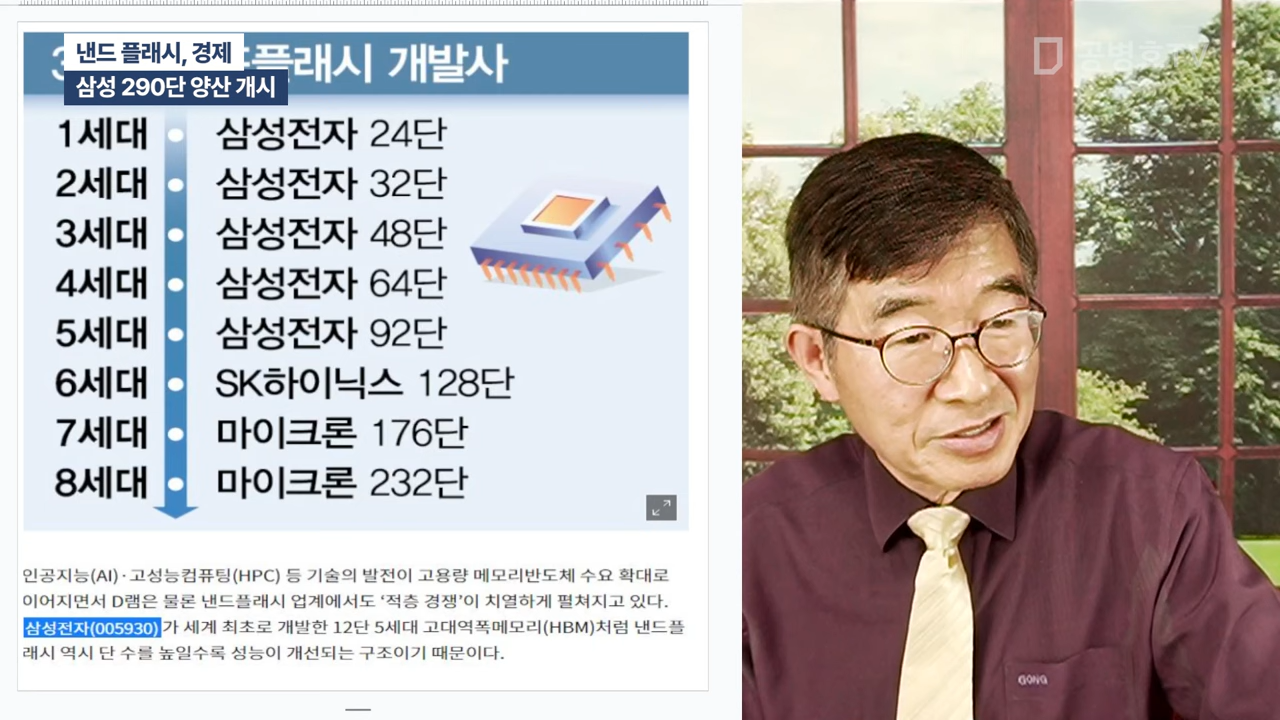 낸드 플래시, 경제
삼성 290단 양산 개시
플래시 개발사
1세대 삼성전자 24단
2세대 삼성전자 32단
3세대 삼성전자 48단
4세대 삼성전자 64단
5세대 삼성전자 92단
6세대 SK하이닉스 128단
7세대 마이크론 176단
8세대 마이크론 232단
인공지능(AI)·고성능컴퓨팅(HPC) 등 기술의 발전이 고용량 메모리반도체 수요 확대로
이어지면서 D램은 물론 낸드플래시 업계에서도 ‘적층 경쟁’이 치열하게 펼쳐지고 있다.
삼성전자(005930)가 세계 최초로 개발한 12단 5세대 고대역폭메모리(HBM)처럼 낸드플
래시 역시 단 수를 높일수록 성능이 개선되는 구조이기 때문이다.
공병호TV
GONG